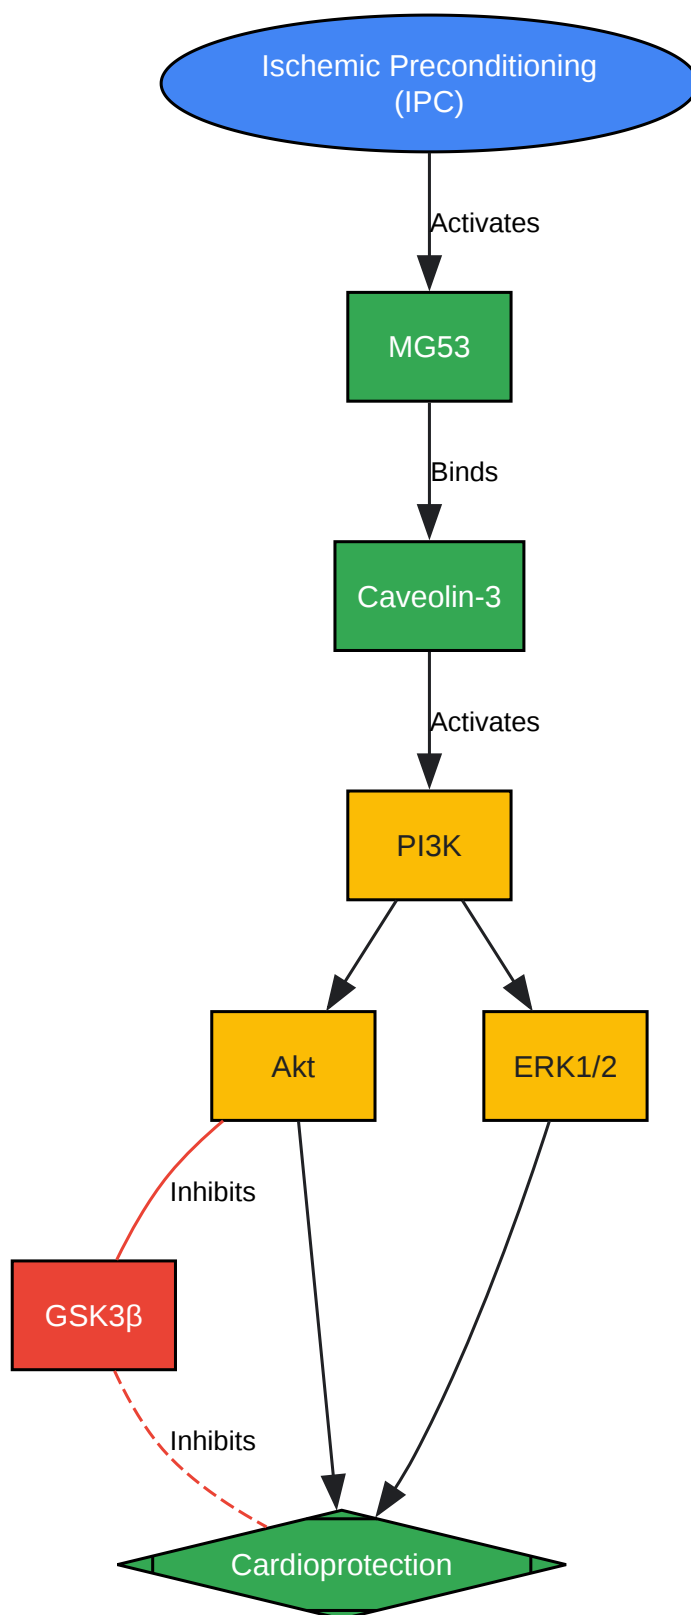 Ischemic Preconditioning
(IPC)
Activates
MG53
Binds
Caveolin-3
Activates
PI3K
Akt
ERK1/2
Inhibits
GSK3β
Inhibits
Cardioprotection